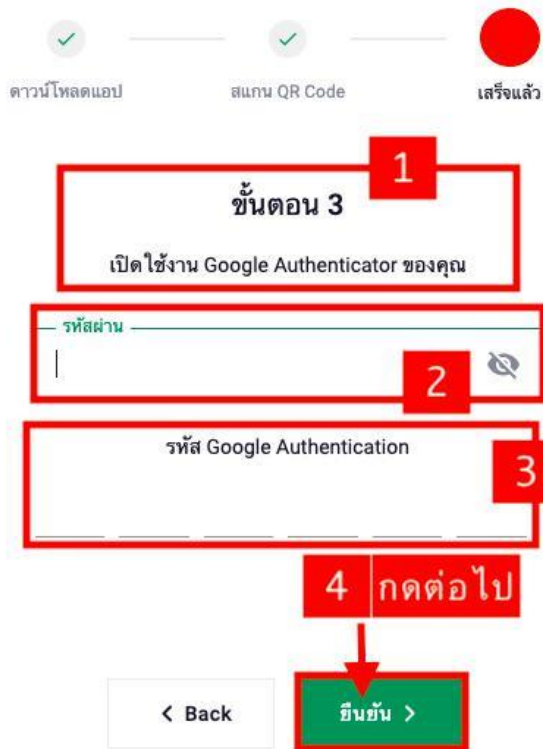 ดาวน์โหลดแอป
สแกน QR Code
เสร็จแล้ว
1
ขั้นตอน 3
เปิดใช้งาน Google Authenticator ของคุณ
รหัสผ่าน
2
รหัส Google Authentication
3
4 กดต่อไป
< Back
ยืนยัน >